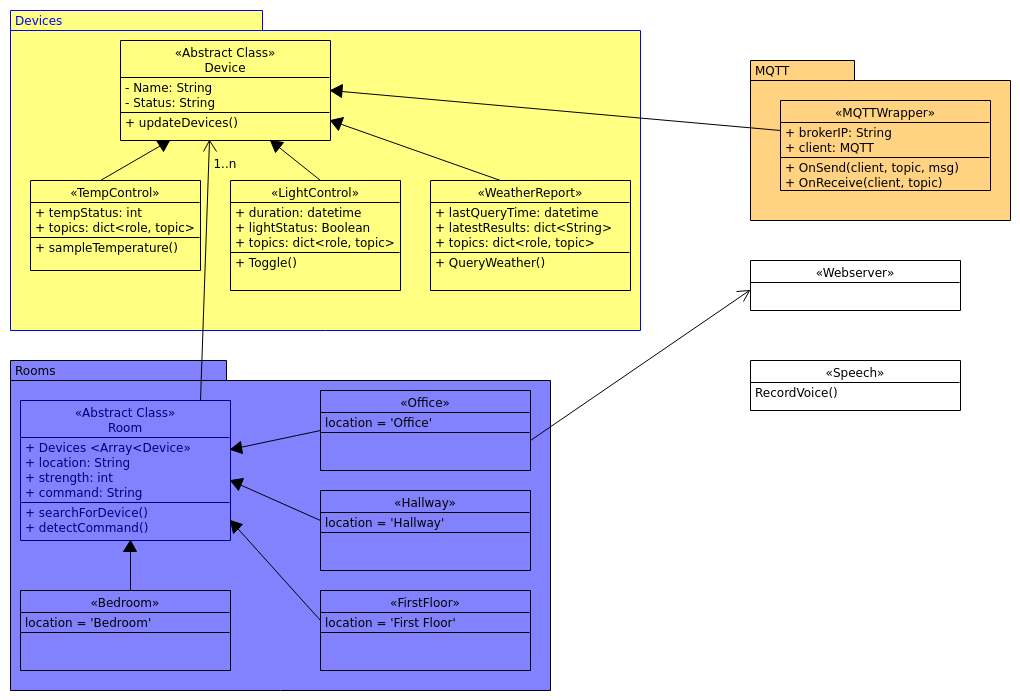 Devices
«Abstract Class»
Device
- Name: String
- Status: String
+ updateDevices()
1..n
«TempControl»
+ tempStatus: int
+ topics: dict<role, topic>
+ sampleTemperature()
«LightControl»
+ duration: datetime
+ lightStatus: Boolean
+ topics: dict<role, topic>
+ Toggle()
«WeatherReport»
+ lastQueryTime: datetime
+ latestResults: dict<String>
+ topics: dict<role, topic>
+ QueryWeather()
MQTT
«MQTTWrapper»
+ brokerIP: String
+ client: MQTT
+ OnSend(client, topic, msg)
+ OnReceive(client, topic)
«Webserver»
«Speech»
RecordVoice()
Rooms
«Abstract Class»
Room
+ Devices <Array<Device»
+ location: String
+ strength: int
+ command: String
+ searchForDevice()
+ detectCommand()
«Office»
location = 'Office'
«Hallway»
location = 'Hallway'
«Bedroom»
location = 'Bedroom'
«FirstFloor»
location = 'First Floor'